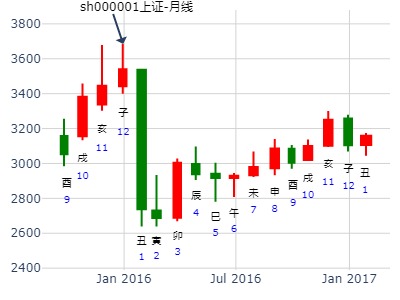 sh000001上证-月线
3800
3600
3400
3200
3000
2800
2600
2400
酉
9
戌
10
亥
11
子
12
丑
1
寅
2
卯
3
辰
4
巳
5
午
6
未
7
申
8
酉
9
戌
10
亥
11
子
12
丑
1
Jan 2016
Jul 2016
Jan 2017